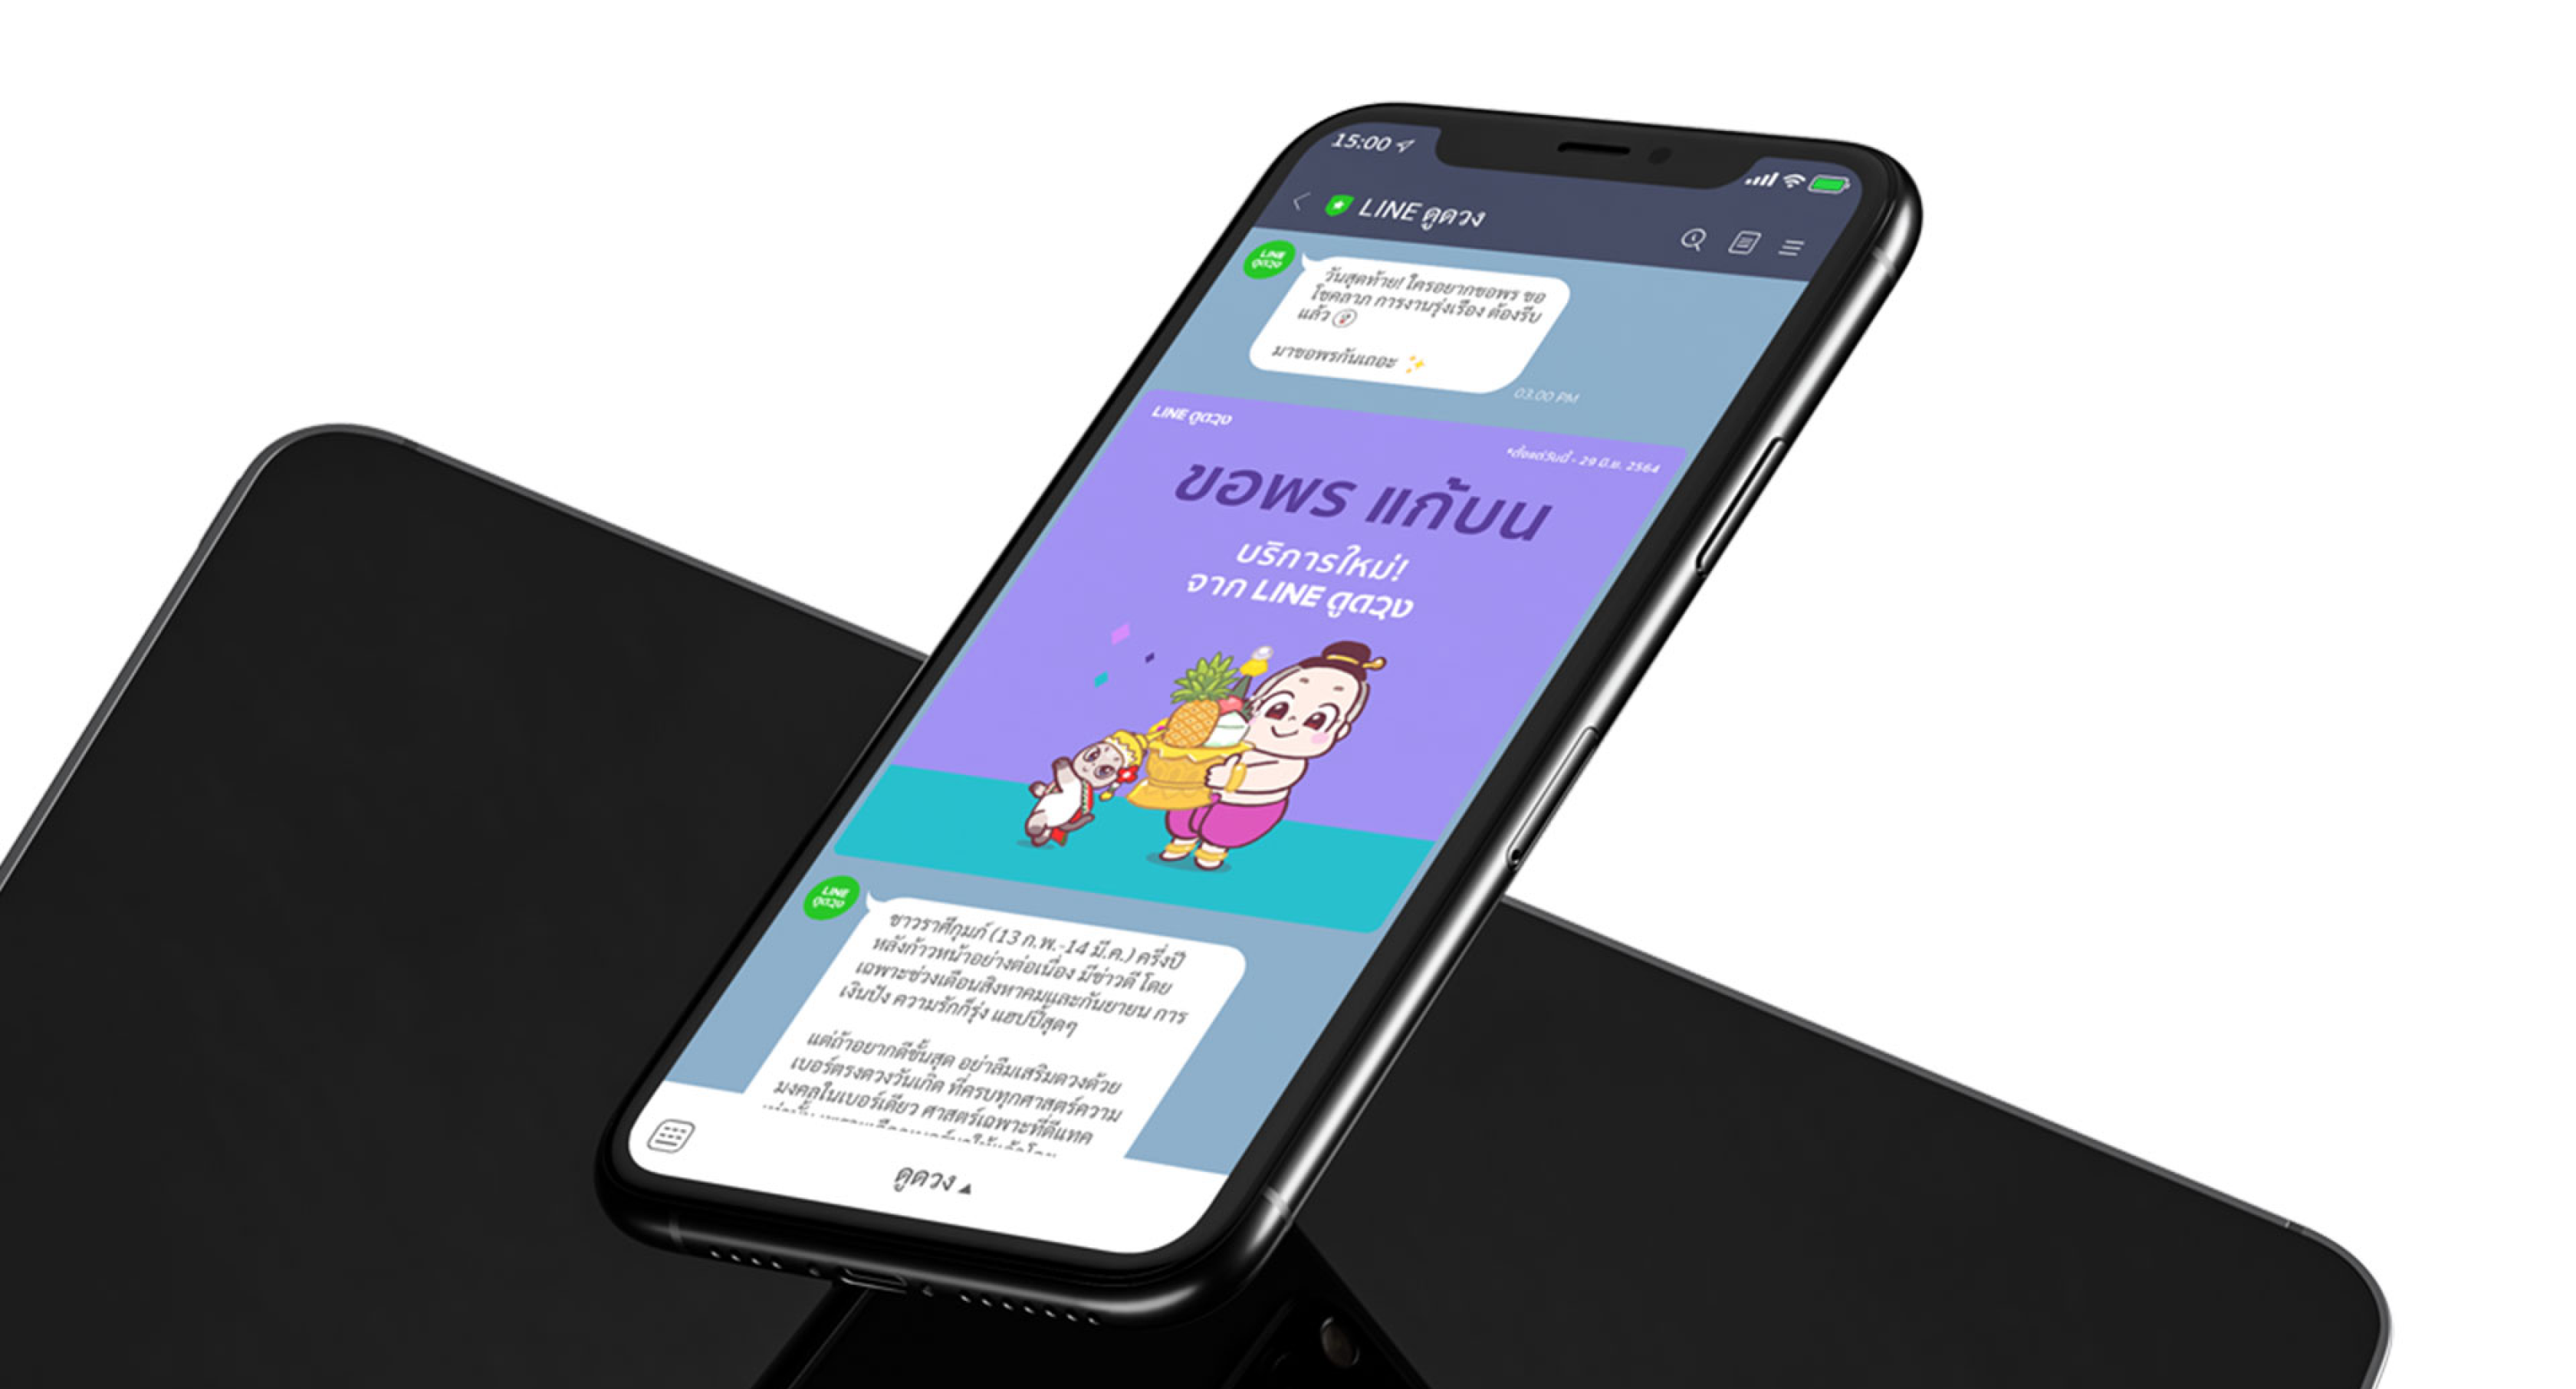 15:00
LINE ดูดวง
LINE
ดูดวง
วันสุดท้าย! ใครอยากขอพร ขอ
โชคลาภ การงานรุ่งเรือง ต้องรีบ
แล้ว
มาขอพรกันเถอะ
03.00 PM
LINE ดูดวง
*ตั้งแต่วันนี้ - 29 มิ.ย. 2564
ขอพร แก้บน
บริการใหม่!
จาก LINE ดูดวง
LINE
ดูดวง
ชาวราศีกุมภ์ (13 ก.พ.-14 มี.ค.) ครึ่งปี
หลังก้าวหน้าอย่างต่อเนื่อง มีข่าวดี โดย
เฉพาะช่วงเดือนสิงหาคมและกันยายน การ
เงินปัง ความรักก็รุ่ง แฮปปี้สุดๆ
แต่ถ้าอยากดีขั้นสุด อย่าลืมเสริมดวงด้วย
เบอร์ตรงดวงวันเกิด ที่ครบทุกศาสตร์ความ
มงคลในเบอร์เดียว ศาสตร์เฉพาะที่ดีแทค
ดูดวง